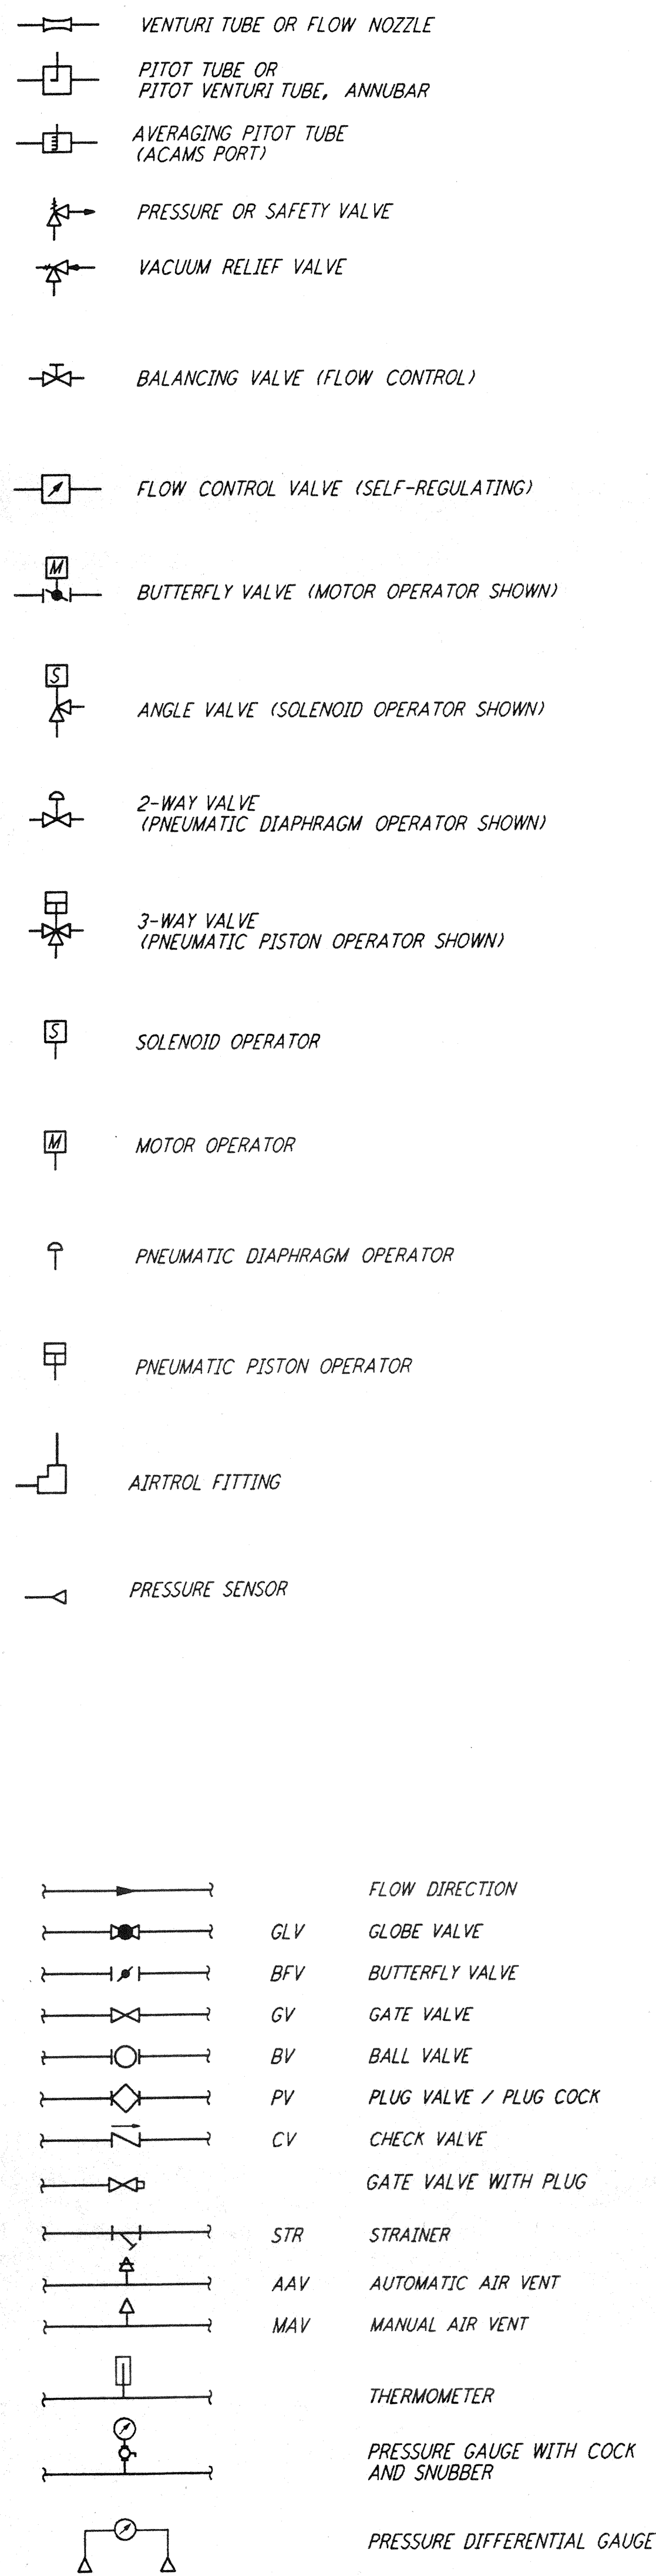 VENTURI TUBE OR FLOW NOZZLE
PITOT TUBE OR
PITOT VENTURI TUBE, ANNUBAR
AVERAGING PITOT TUBE
(ACAMS PORT)
PRESSURE OR SAFETY VALVE
VACUUM RELIEF VALVE
BALANCING VALVE (FLOW CONTROL)
FLOW CONTROL VALVE (SELF-REGULATING)
M
BUTTERFLY VALVE (MOTOR OPERATOR SHOWN)
S
ANGLE VALVE (SOLENOID OPERATOR SHOWN)
2-WAY VALVE
(PNEUMATIC DIAPHRAGM OPERATOR SHOWN)
3-WAY VALVE
(PNEUMATIC PISTON OPERATOR SHOWN)
S
SOLENOID OPERATOR
M
MOTOR OPERATOR
PNEUMATIC DIAPHRAGM OPERATOR
PNEUMATIC PISTON OPERATOR
AIRTROL FITTING
PRESSURE SENSOR
FLOW DIRECTION
GLV GLOBE VALVE
BFV BUTTERFLY VALVE
GV GATE VALVE
BV BALL VALVE
PV PLUG VALVE / PLUG COCK
CV CHECK VALVE
GATE VALVE WITH PLUG
STR STRAINER
AAV AUTOMATIC AIR VENT
MAV MANUAL AIR VENT
THERMOMETER
PRESSURE GAUGE WITH COCK
AND SNUBBER
PRESSURE DIFFERENTIAL GAUGE